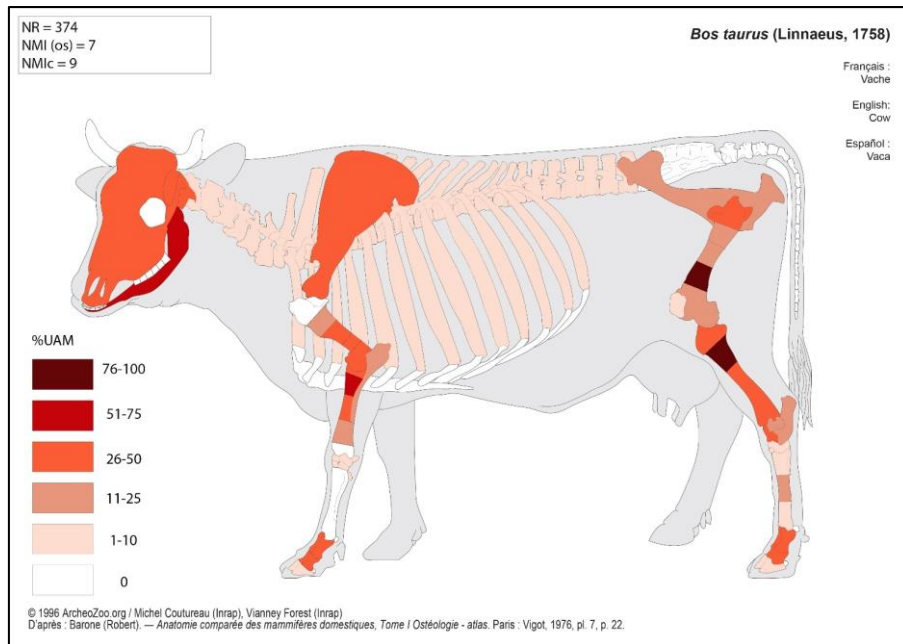 NR = 374
NMI (os) = 7
NMIc = 9
Bos taurus (Linnaeus, 1758)
Français :
Vache
English:
Cow
Español :
Vaca
%UAM
76-100
51-75
26-50
11-25
1-10
0
© 1996 ArcheoZoo.org / Michel Coutureau (Inrap), Vianney Forest (Inrap)
D'après : Barone (Robert). — Anatomie comparée des mammifères domestiques, Tome I Ostéologie - atlas. Paris : Vigot, 1976, pl. 7, p. 22.